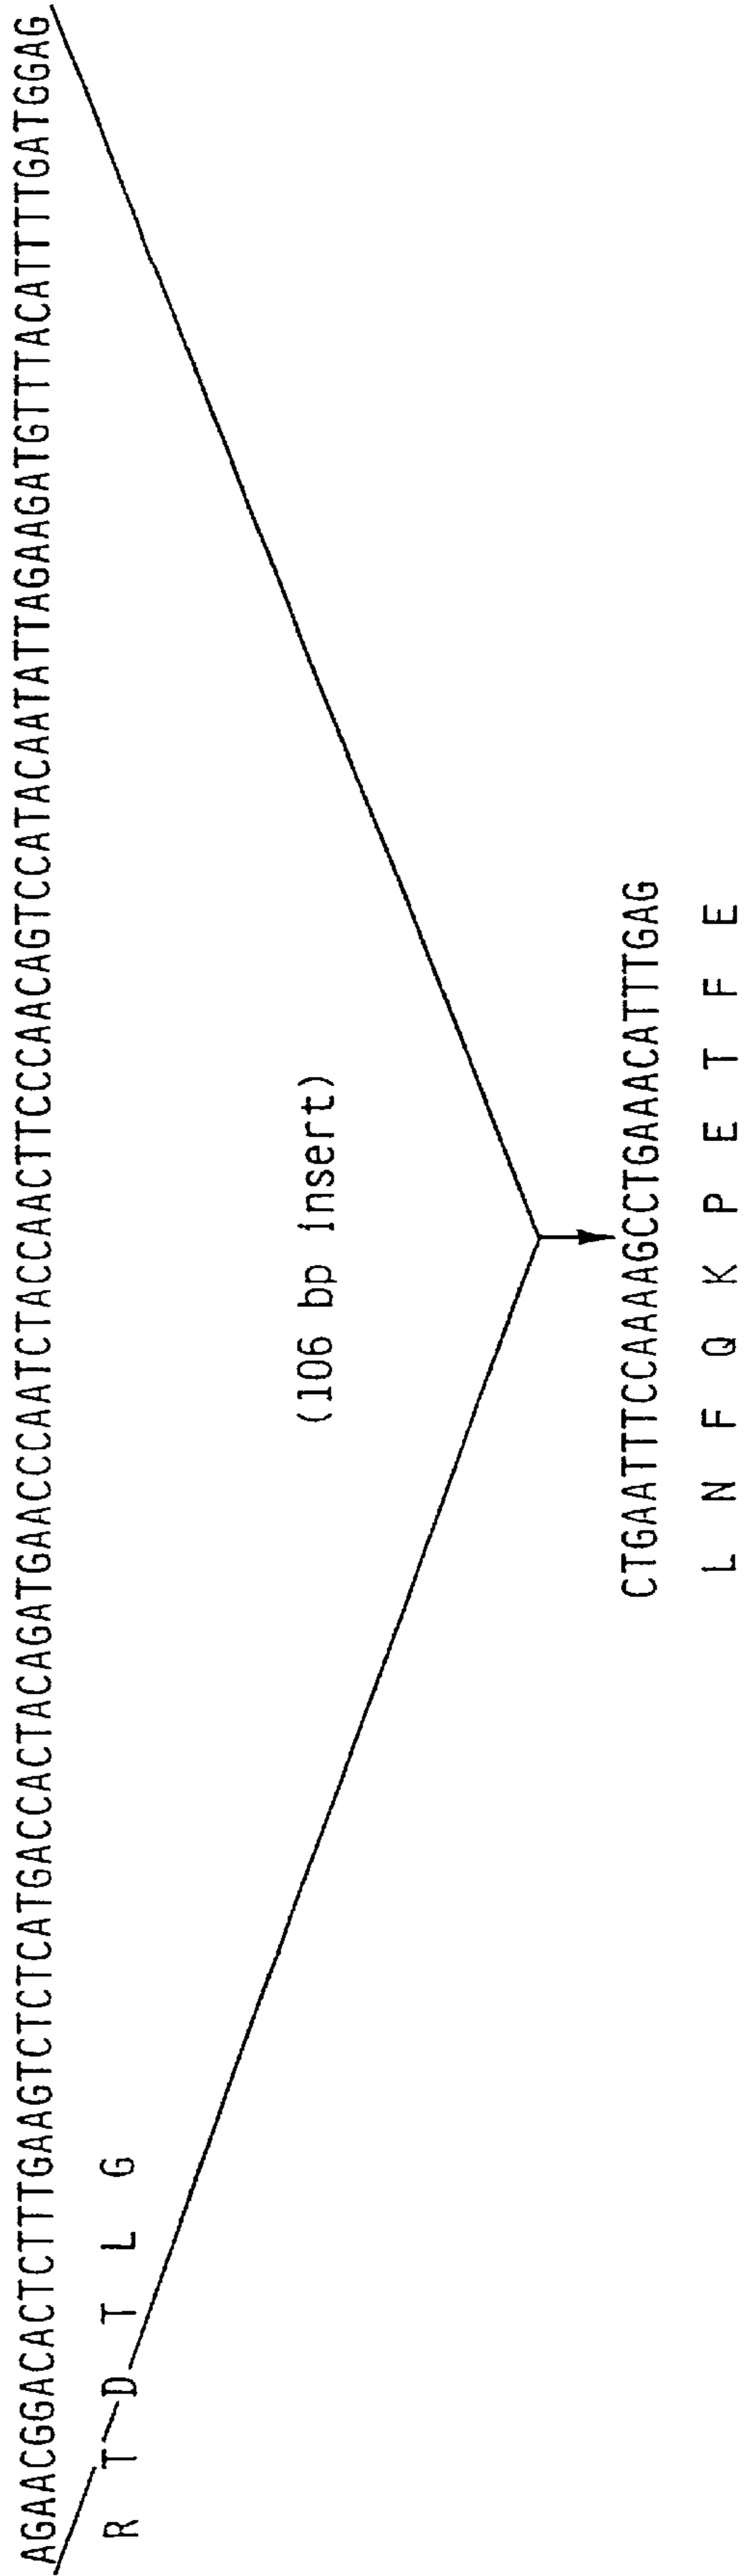 AGAACGGACACTCTTTGAAGTCTCTCATGACCACTACAGATGAACCCAATCTACCAACTTCCCAACAGTCCATACAATATTAGAAGATGTTTACATTTTGATGGAG
R T D T L G
(106 bp insert)
CTGAATTTCCAAAAGCCTGAAACATTTGAG
L N F Q K P E T F E